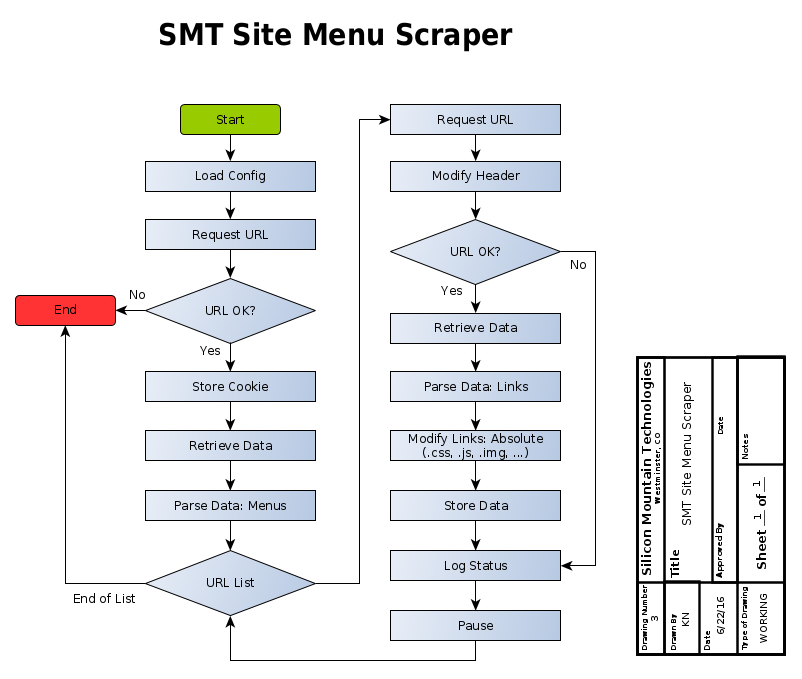 SMT Site Menu Scraper
Start
Load Config
Request URL
URL OK?
No
End
Yes
Store Cookie
Retrieve Data
Parse Data: Menus
URL List
End of List
Request URL
Modify Header
URL OK?
No
Yes
Retrieve Data
Parse Data: Links
Modify Links: Absolute
(.css, .js, .img, ...)
Store Data
Log Status
Pause
Silicon Mountain Technologies
Westminster, CO
Drawing Number
3
Title
SMT Site Menu Scraper
Drawn By
KN
Approved By
Date
Date
6/22/16
Notes
Sheet 1 of 1
Type of Drawing
WORKING